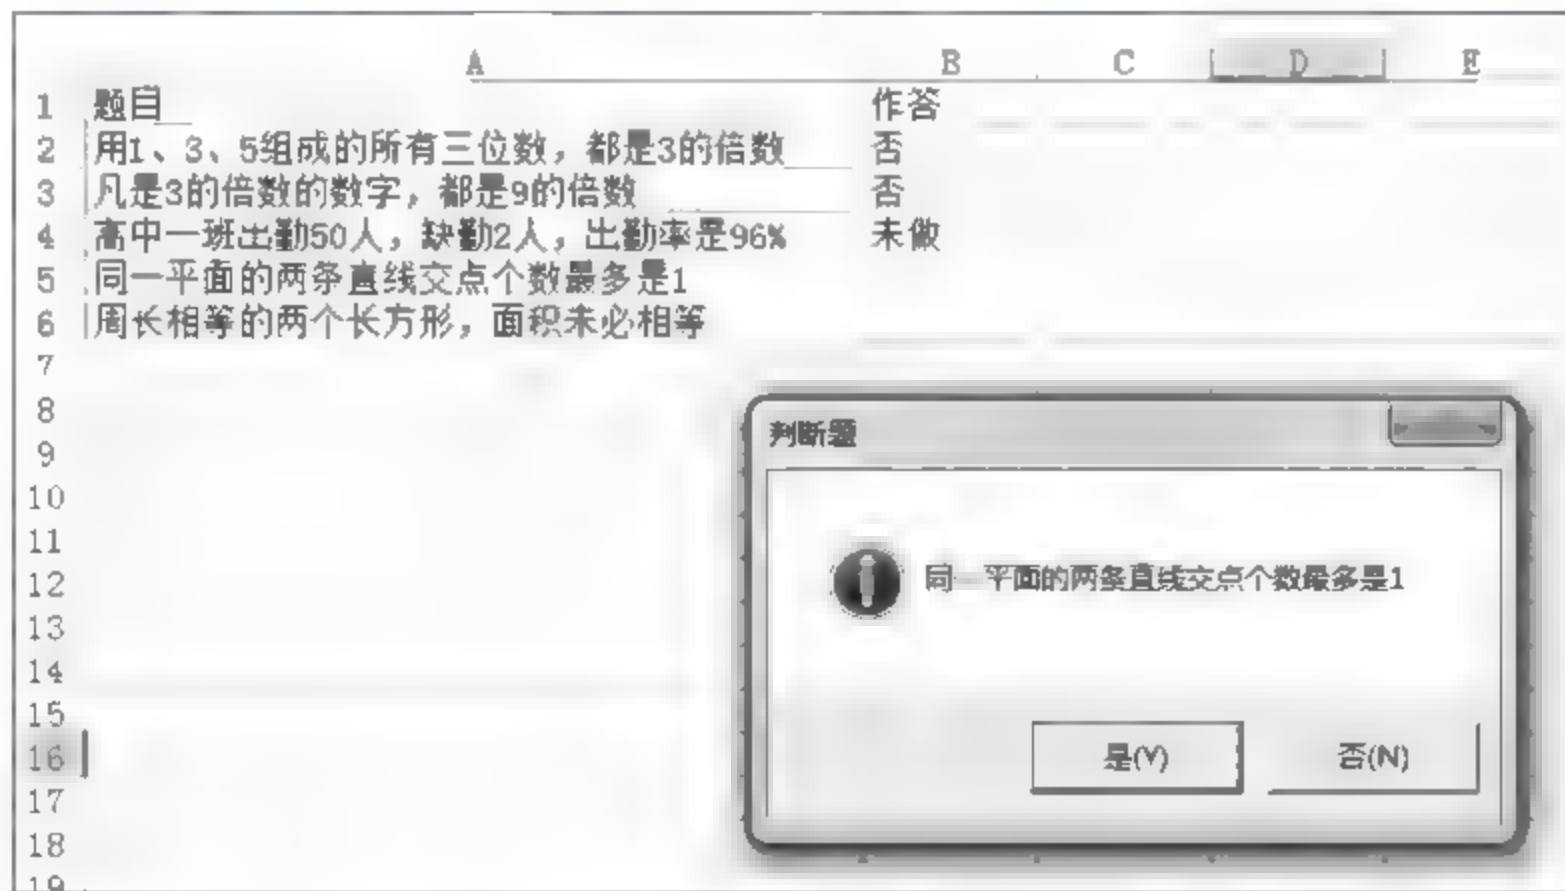 A B C D E
1 题目 作答
2 用1、3、5组成的所有三位数，都是3的倍数 否
3 凡是3的倍数的数字，都是9的倍数 否
4 高中一班出勤50人，缺勤2人，出勤率是96% 未做
5 同一平面的两条直线交点个数最多是1
6 周长相等的两个长方形，面积未必相等
7
8
判断题
9
10
11
12 同一平面的两条直线交点个数最多是1
13
14
15
16 是(Y) 否(N)
17
18
19